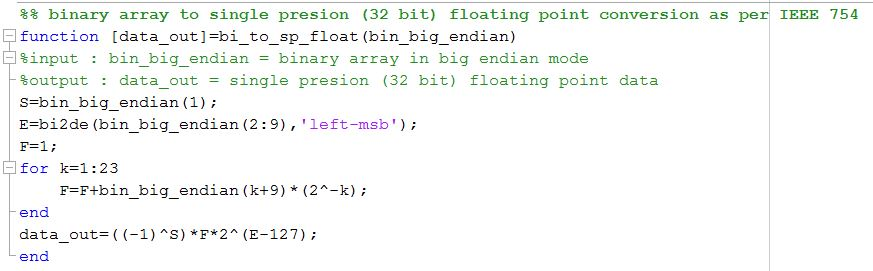 %% binary array to single presion (32 bit) floating point conversion as per IEEE 754
function [data_out]=bi_to_sp_float(bin_big_endian)
%input : bin_big_endian = binary array in big endian mode
%output : data_out = single presion (32 bit) floating point data
S=bin_big_endian(1);
E=bi2de(bin_big_endian(2:9),'left-msb');
F=1;
for k=1:23
    F=F+bin_big_endian(k+9)*(2^-k);
end
data_out=((-1)^S)*F*2^(E-127);
end